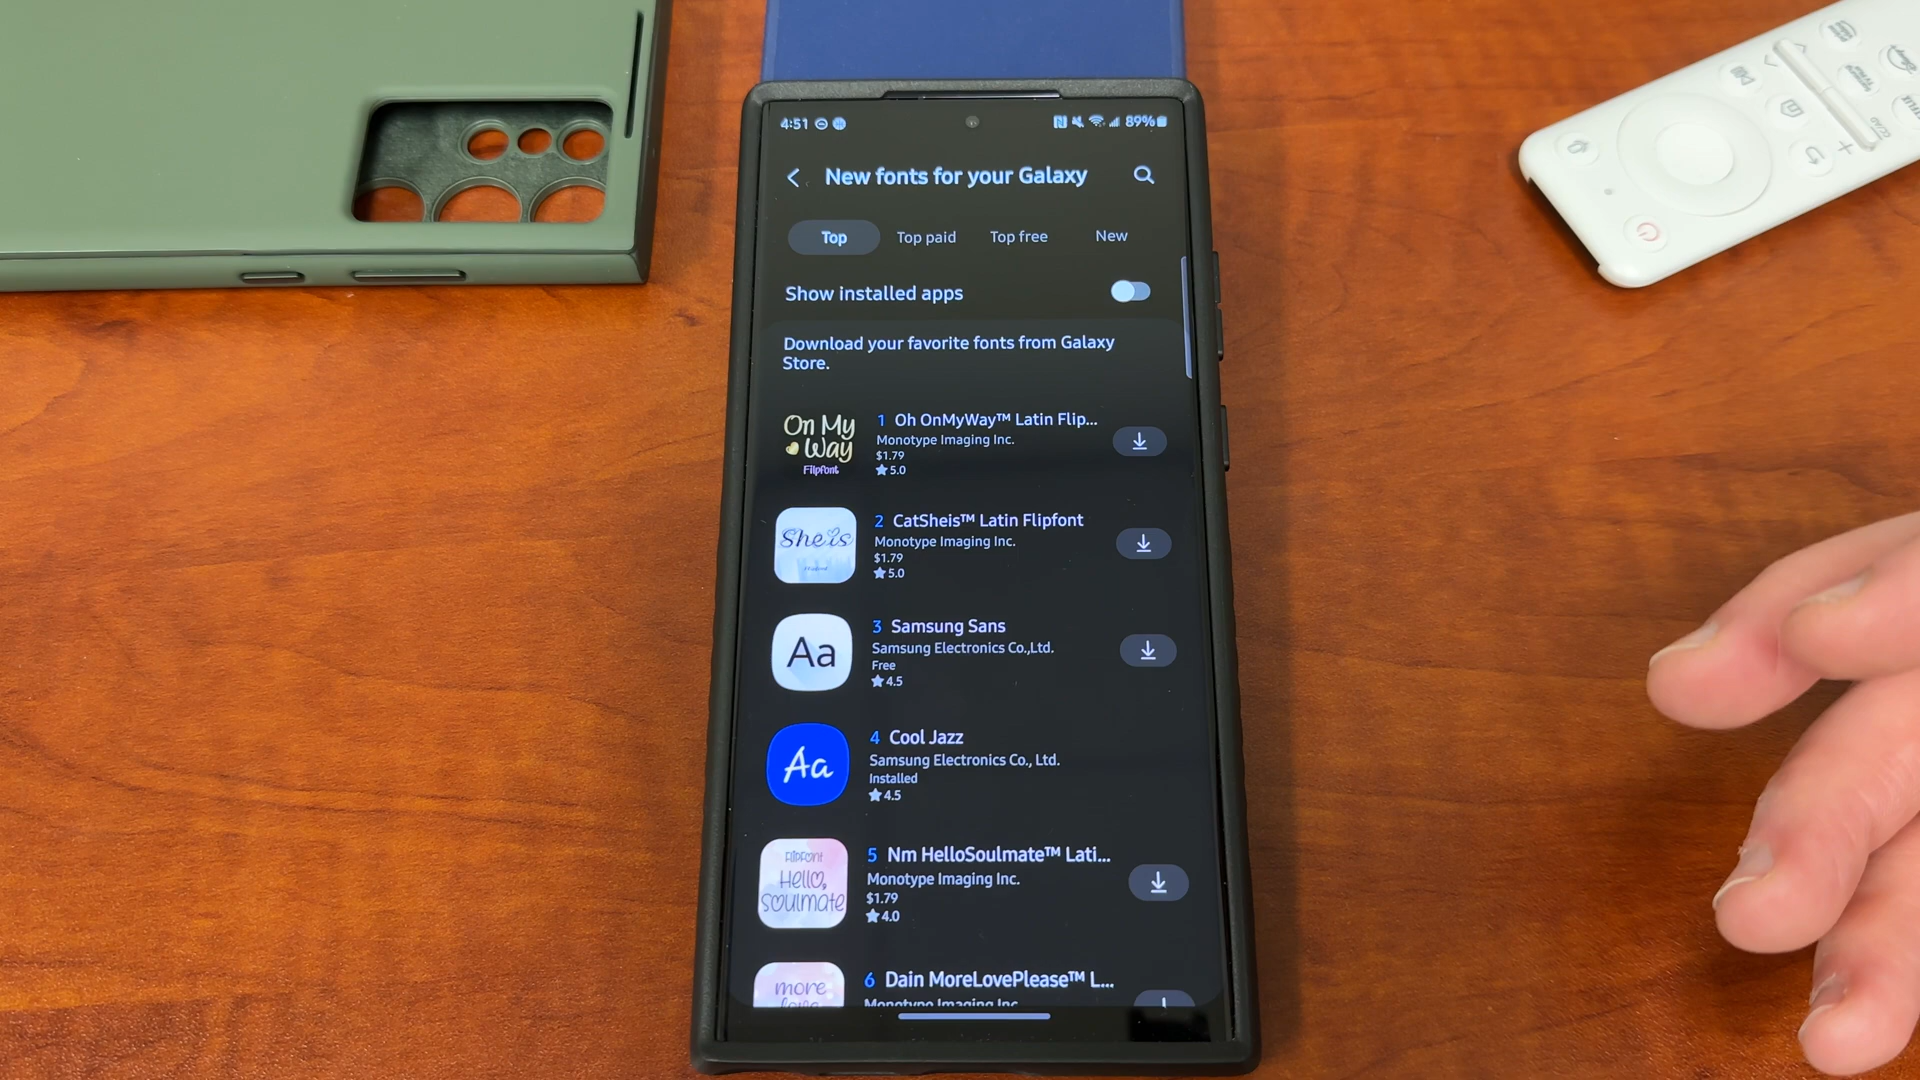 4:51
89%
New fonts for your Galaxy
Top
Top paid
Top free
New
Show installed apps
Download your favorite fonts from Galaxy
Store.
On My
Way
Flipfont
1 Oh OnMyWay™ Latin Flip...
Monotype Imaging Inc.
$1.79
5.0
She is
2 CatSheis™ Latin Flipfont
Monotype Imaging Inc.
$1.79
5.0
Aa
3 Samsung Sans
Samsung Electronics Co.,Ltd.
Free
4.5
Aa
4 Cool Jazz
Samsung Electronics Co., Ltd.
Installed
4.5
FlipFont
Hello,
Soulmate
5 Nm HelloSoulmate™ Lati...
Monotype Imaging Inc.
$1.79
4.0
more
love
6 Dain MoreLovePlease™ L...
Monotype Imaging Inc.